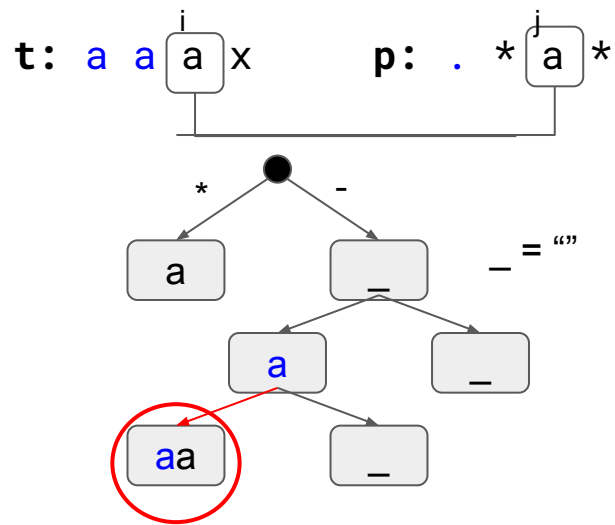 i j
t: a a a x p: . * a *
* -
a _ _ = “”
a _
aa _